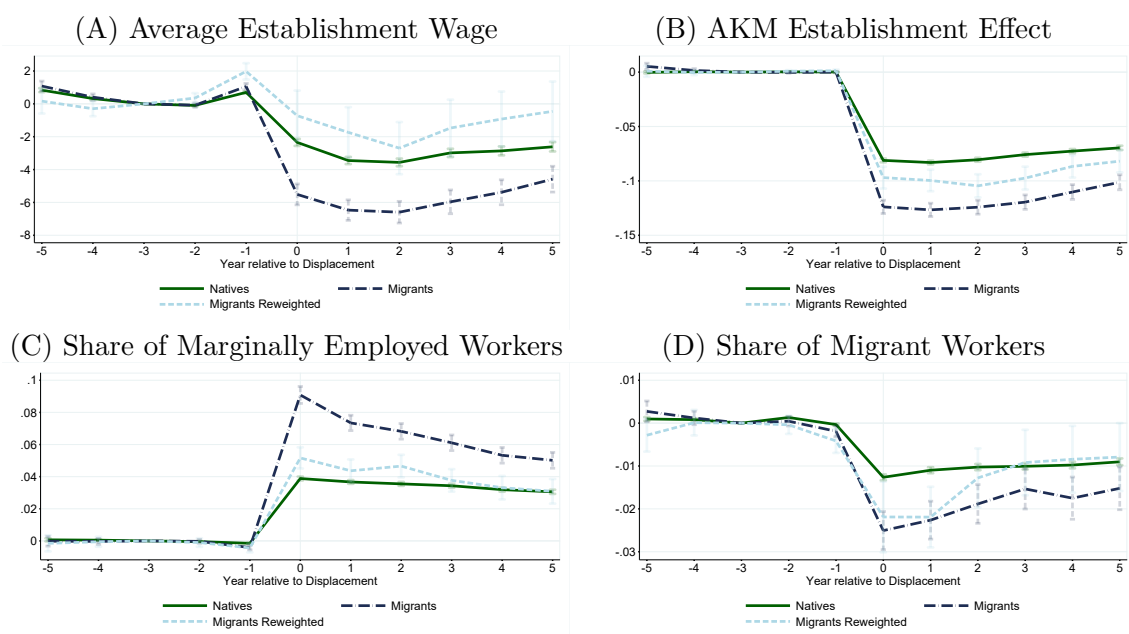 (A) Average Establishment Wage
2
0
-2
-4
-6
-8
-5 -4 -3 -2 -1 0 1 2 3 4 5
Year relative to Displacement
Natives Migrants
Migrants Reweighted
(B) AKM Establishment Effect
0
-.05
-.1
-.15
-5 -4 -3 -2 -1 0 1 2 3 4 5
Year relative to Displacement
Natives Migrants
Migrants Reweighted
(C) Share of Marginally Employed Workers
.1
.08
.06
.04
.02
0
-5 -4 -3 -2 -1 0 1 2 3 4 5
Year relative to Displacement
Natives Migrants
Migrants Reweighted
(D) Share of Migrant Workers
.01
0
-.01
-.02
-.03
-5 -4 -3 -2 -1 0 1 2 3 4 5
Year relative to Displacement
Natives Migrants
Migrants Reweighted